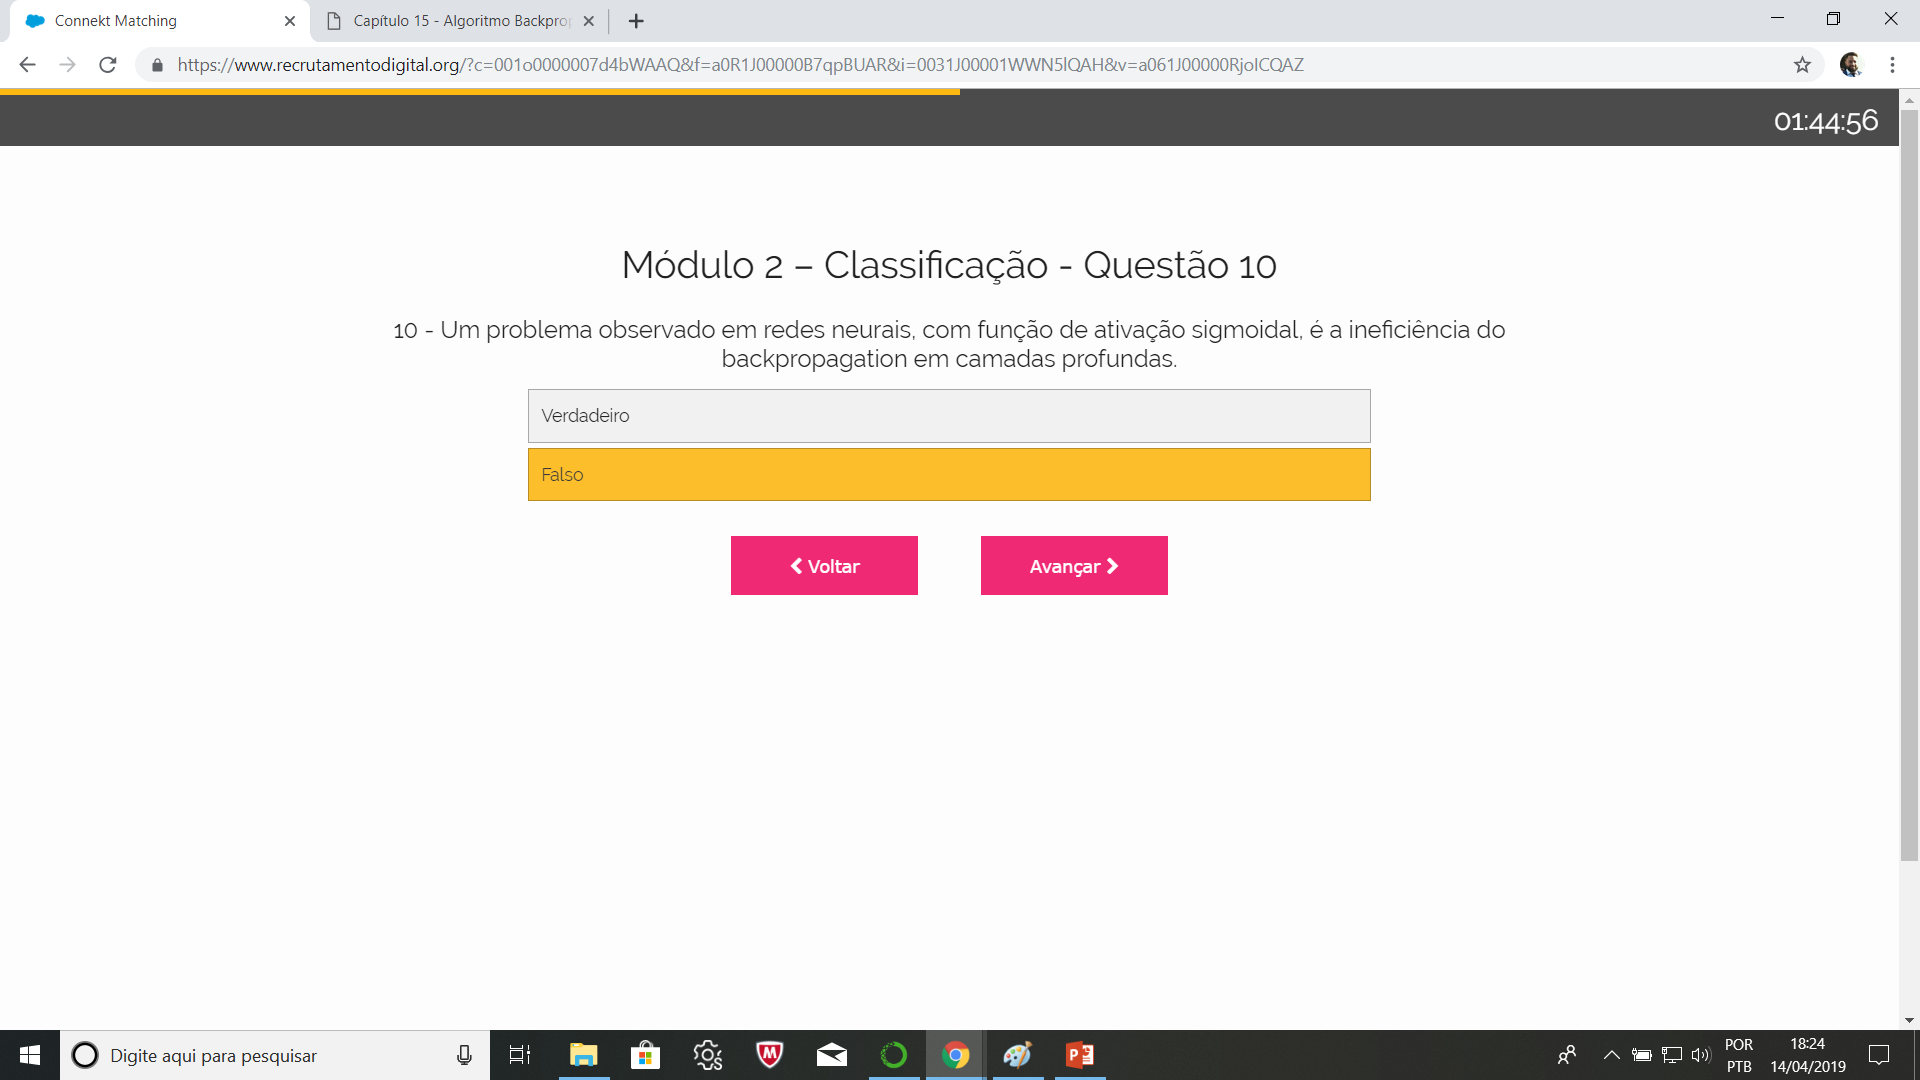 Connekt Matching
Capítulo 15 - Algoritmo Backprop
https://www.recrutamentodigital.org/?c=001o0000007d4bWAAQ&f=a0R1J00000B7qpBUAR&i=0031J00001WWN5lQAH&v=a061J00000RjoICQAZ
01:44:56
Módulo 2 – Classificação - Questão 10
10 - Um problema observado em redes neurais, com função de ativação sigmoidal, é a ineficiência do
backpropagation em camadas profundas.
Verdadeiro
Falso
Voltar
Avançar
Digite aqui para pesquisar
POR
PTB
18:24
14/04/2019